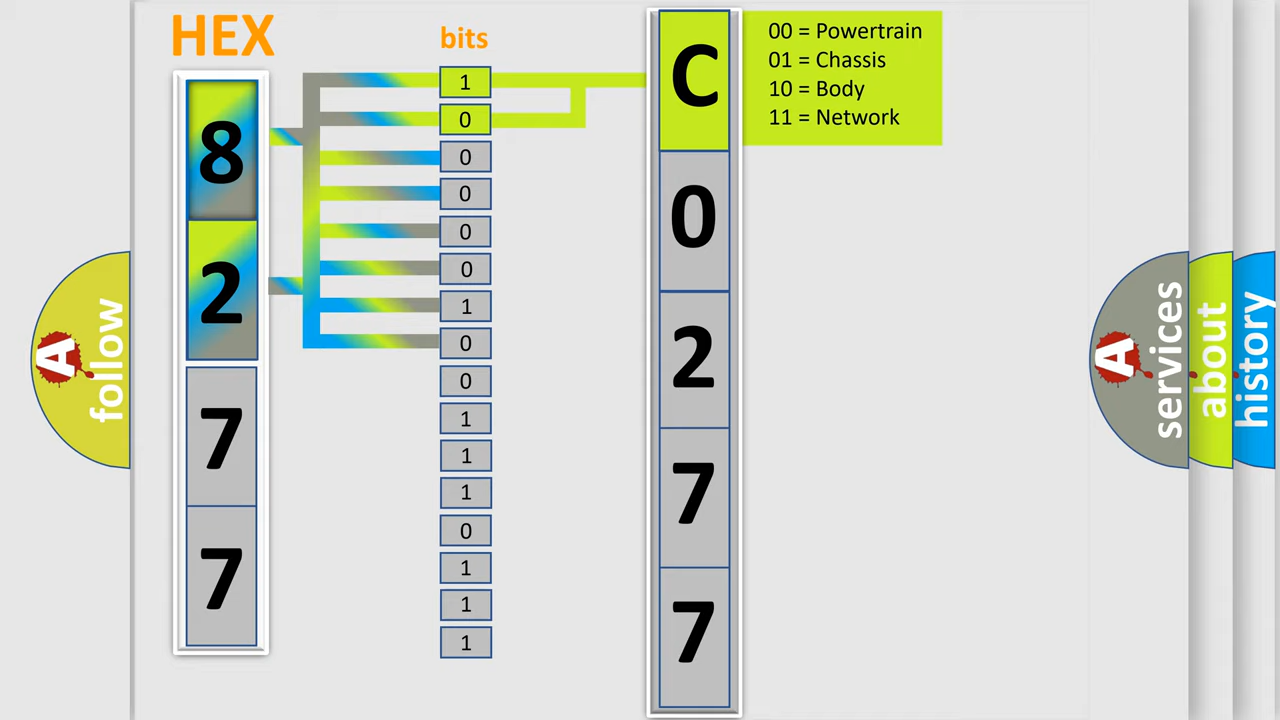 HEX
bits
8
2
7
7
1
0
0
0
0
0
1
0
0
1
1
1
0
1
1
1
C
0
2
7
7
00 = Powertrain
01 = Chassis
10 = Body
11 = Network
A
follow
A
services
about
history